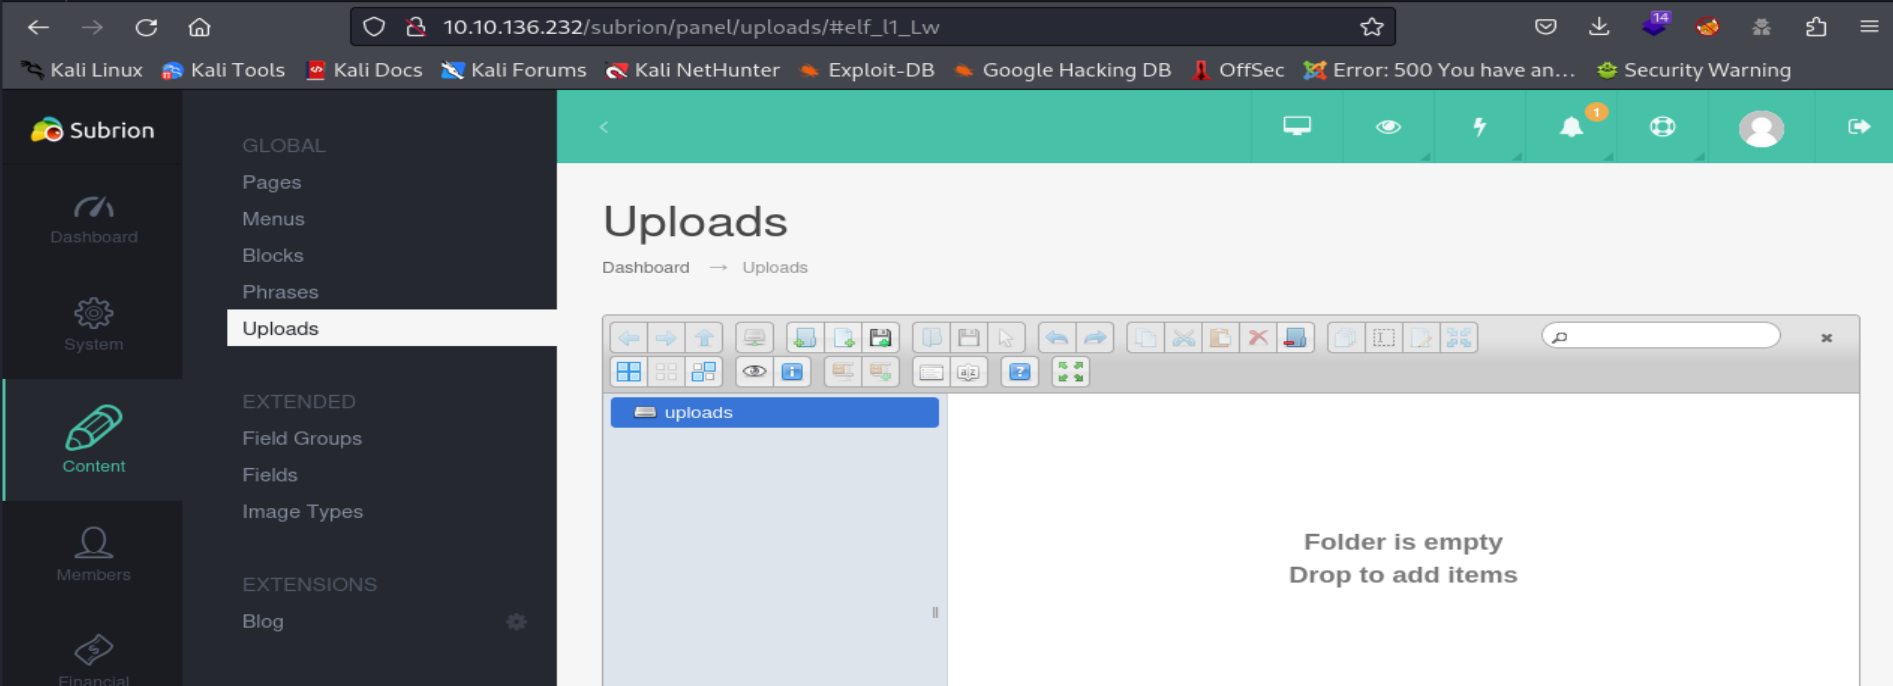 10.10.136.232/subrion/panel/uploads/#elf_l1_Lw
14
Kali Linux Kali Tools Kali Docs Kali Forums Kali NetHunter Exploit-DB Google Hacking DB OffSec Error: 500 You have an... Security Warning
Subrion
1
Dashboard
System
Content
Members
Financial
GLOBAL
Pages
Menus
Blocks
Phrases
Uploads
EXTENDED
Field Groups
Fields
Image Types
EXTENSIONS
Blog
Uploads
Dashboard → Uploads
uploads
Folder is empty
Drop to add items